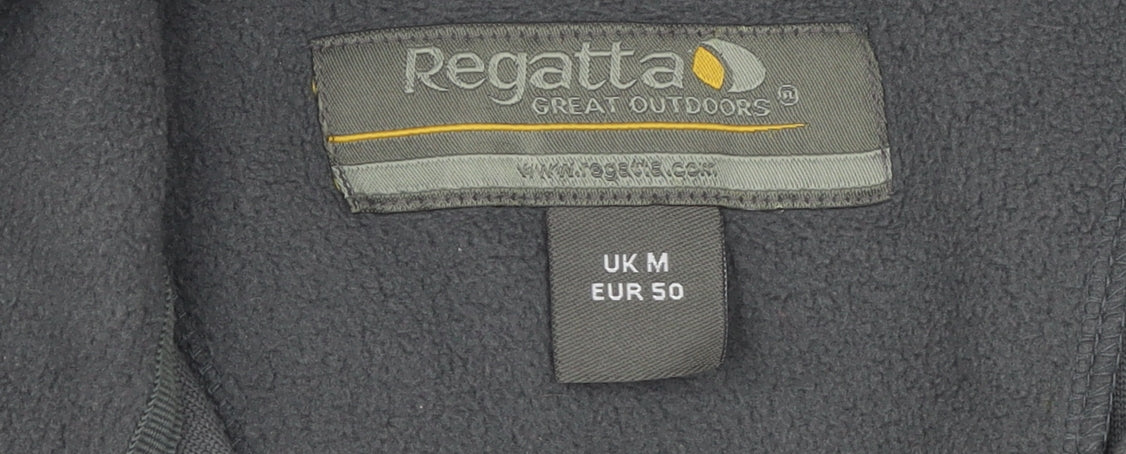 Regatta
GREAT OUTDOORS ®
www.regatta.com
UK M
EUR 50